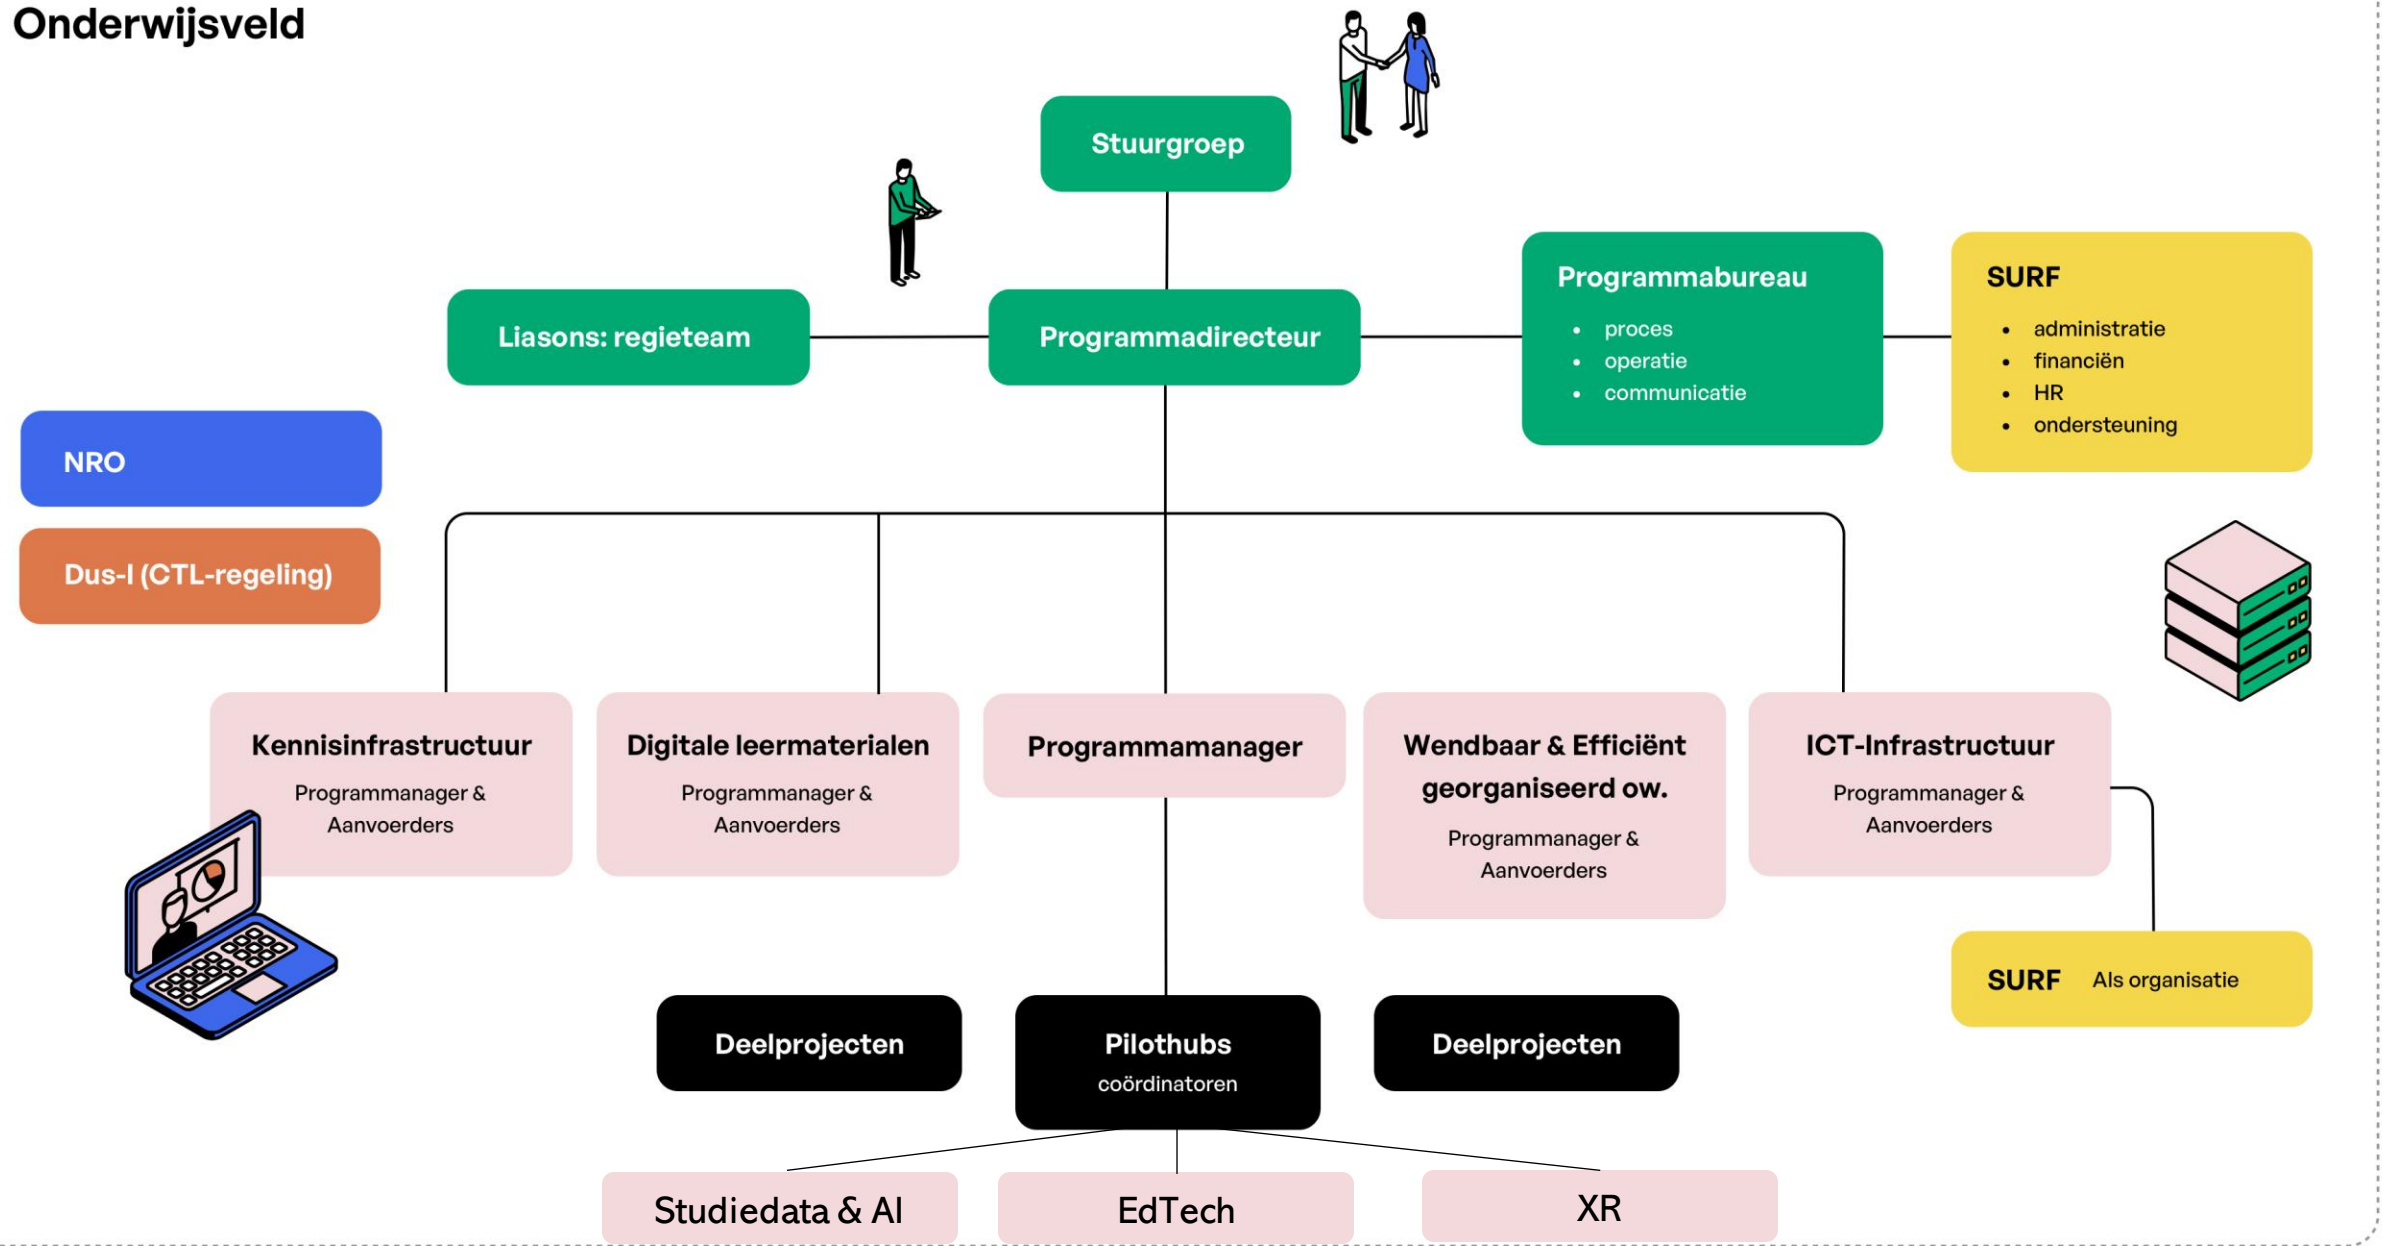 Onderwijsveld
Stuurgroep
Liasons: regieteam
Programmadirecteur
Programmabureau
• proces
• operatie
• communicatie
SURF
• administratie
• financiën
• HR
• ondersteuning
NRO
Dus-I (CTL-regeling)
Kennisinfrastructuur
Programmanager &
Aanvoerders
Digitale leermaterialen
Programmanager &
Aanvoerders
Programmamanager
Wendbaar & Efficiënt
georganiseerd ow.
Programmanager &
Aanvoerders
ICT-Infrastructuur
Programmanager &
Aanvoerders
SURF Als organisatie
Deelprojecten
Pilothubs
coördinatoren
Deelprojecten
Studiedata & AI
EdTech
XR